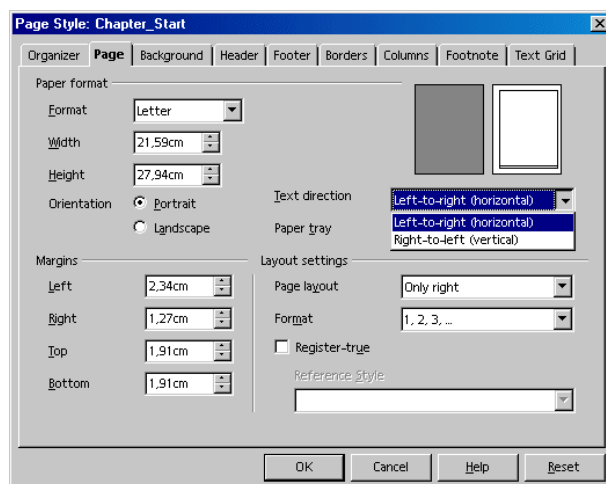 Page Style: Chapter_Start
Organizer Page Background Header Footer Borders Columns Footnote Text Grid
Paper format
Format Letter
Width 21,59cm
Height 27,94cm
Orientation Portrait
Landscape
Text direction Left-to-right (horizontal)
Left-to-right (horizontal)
Right-to-left (vertical)
Paper tray
Margins
Left 2,34cm
Right 1,27cm
Top 1,91cm
Bottom 1,91cm
Layout settings
Page layout Only right
Format 1, 2, 3, ...
Register-true
Reference Style
OK Cancel Help Reset